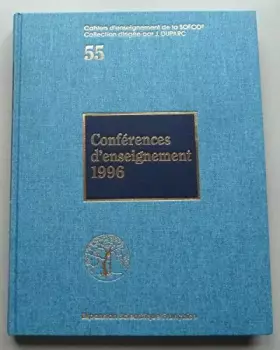 Cahiers d'enseignement de la SOFCOT
Collection dirigée par J. DUPARC
55
Conférences
d'enseignement
1996
Expansion Scientifique Française